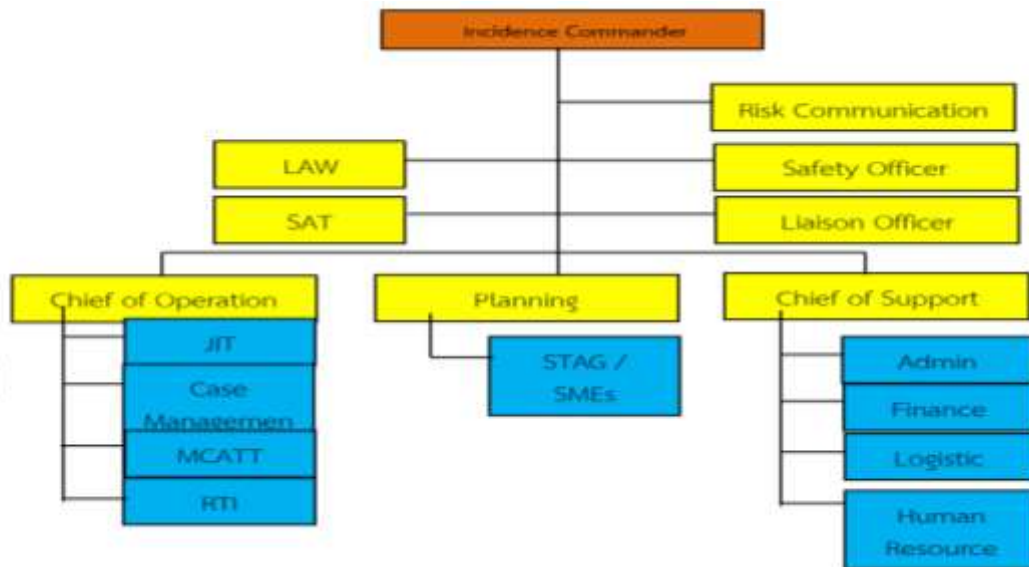 Incidence Commander
Risk Communication
LAW
Safety Officer
SAT
Liaison Officer
Chief of Operation
Planning
Chief of Support
JIT
Case
Managemen
MCATT
RTI
STAG /
SMEs
Admin
Finance
Logistic
Human
Resource